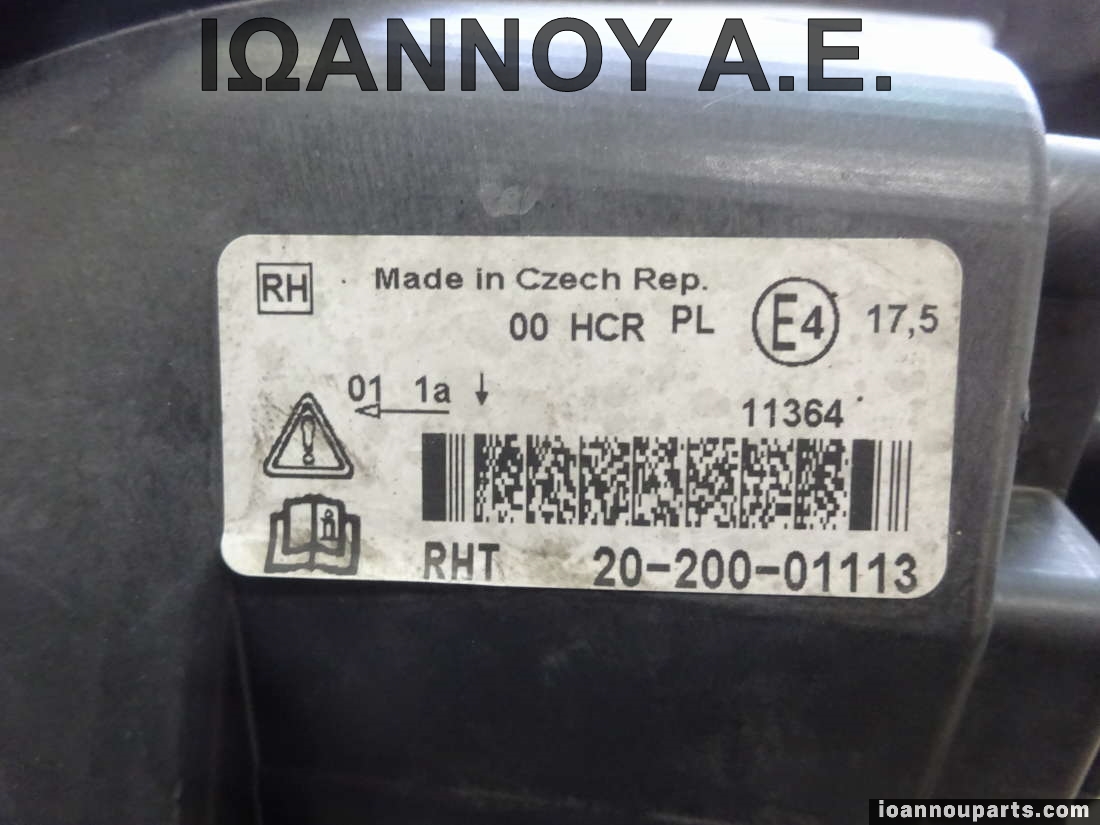 ΙΩΑΝΝΟΥ Α.Ε.
RH Made in Czech Rep.
00 HCR PL E4 17,5
01 1a
11364
RHT 20-200-01113
ioannouparts.com